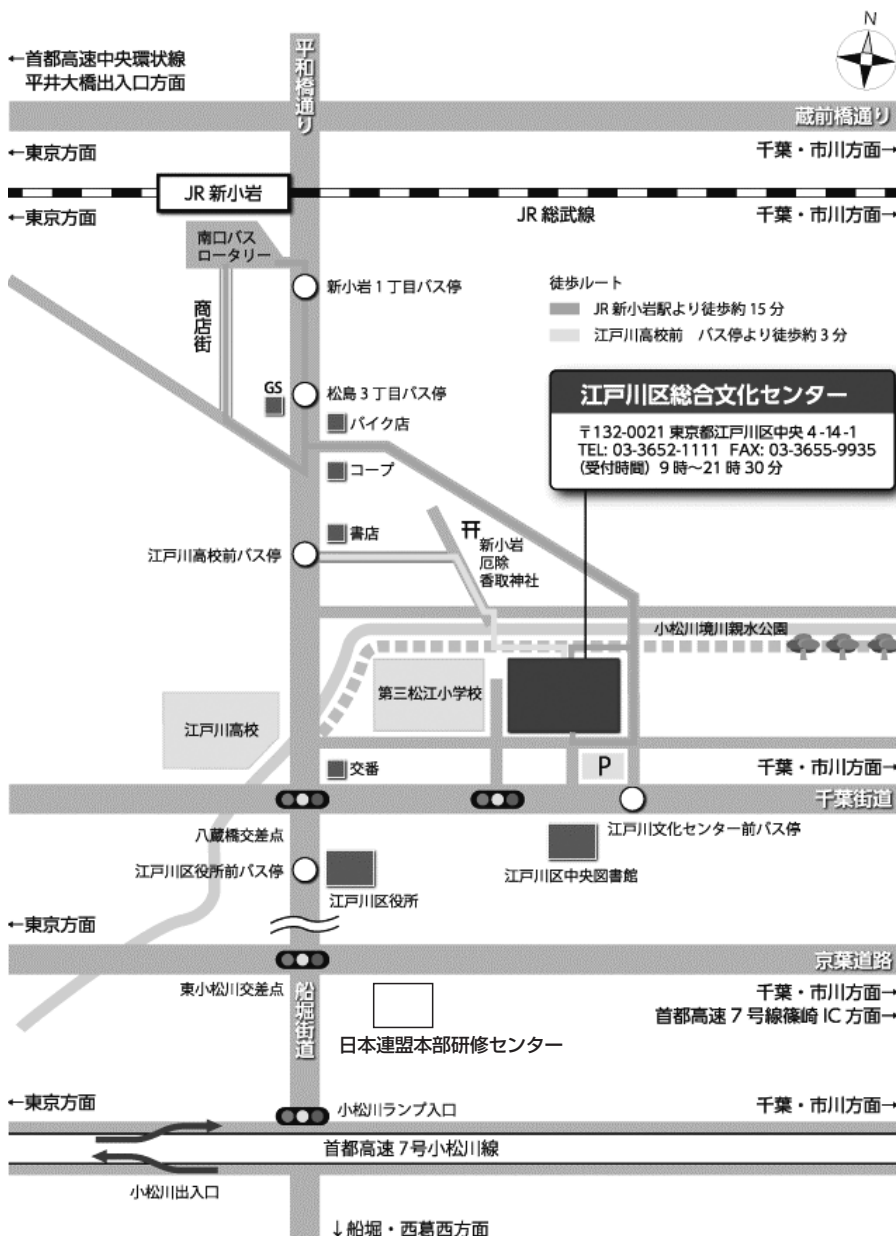 N
←首都高速中央環状線
平井大橋出入口方面
平和橋通り
蔵前橋通り
←東京方面
千葉・市川方面→
JR 新小岩
←東京方面
JR 総武線
千葉・市川方面→
南口バス
ロータリー
新小岩 1 丁目バス停
商店街
徒歩ルート
JR 新小岩駅より徒歩約 15 分
江戸川高校前 バス停より徒歩約 3 分
GS
松島 3 丁目バス停
バイク店
コープ
江戸川区総合文化センター
〒132-0021 東京都江戸川区中央 4-14-1
TEL: 03-3652-1111 FAX: 03-3655-9935
(受付時間) 9 時〜21 時 30 分
書店
江戸川高校前バス停
新小岩
厄除
香取神社
小松川境川親水公園
第三松江小学校
江戸川高校
交番
P
千葉・市川方面→
千葉街道
八蔵橋交差点
江戸川文化センター前バス停
江戸川区役所前バス停
江戸川区役所
江戸川区中央図書館
←東京方面
京葉道路
東小松川交差点
船堀街道
千葉・市川方面→
首都高速 7 号線篠崎 IC 方面→
日本連盟本部研修センター
←東京方面
小松川ランプ入口
千葉・市川方面→
首都高速 7号小松川線
小松川出入口
↓船堀・西葛西方面